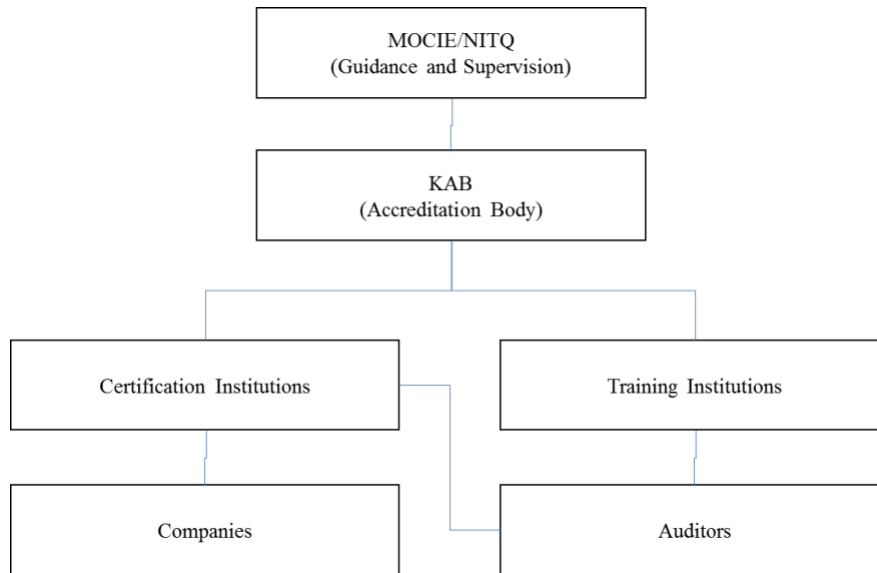 MOCIE/NITQ
(Guidance and Supervision)
KAB
(Accreditation Body)
Certification Institutions
Training Institutions
Companies
Auditors